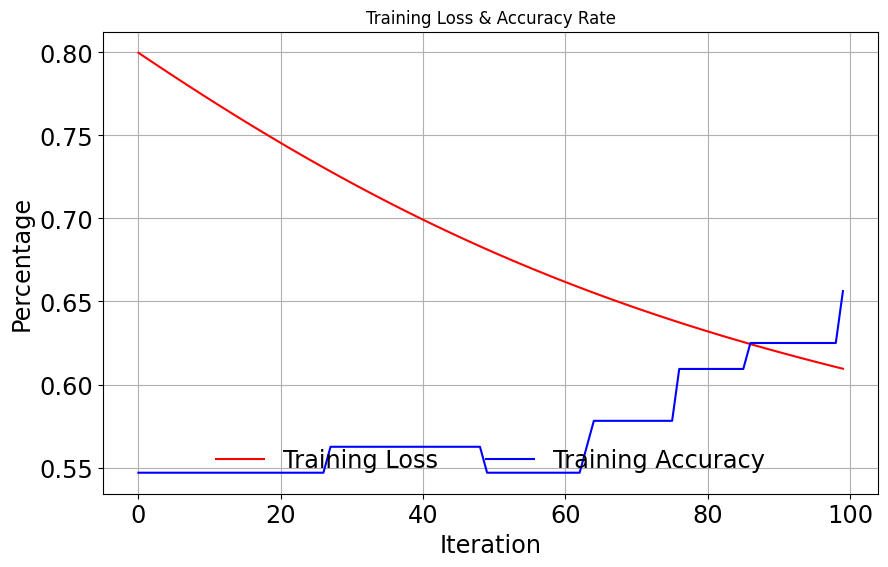 Training Loss & Accuracy Rate
Percentage
0.80
0.75
0.70
0.65
0.60
0.55
Training Loss
Training Accuracy
0 20 40 60 80 100
Iteration